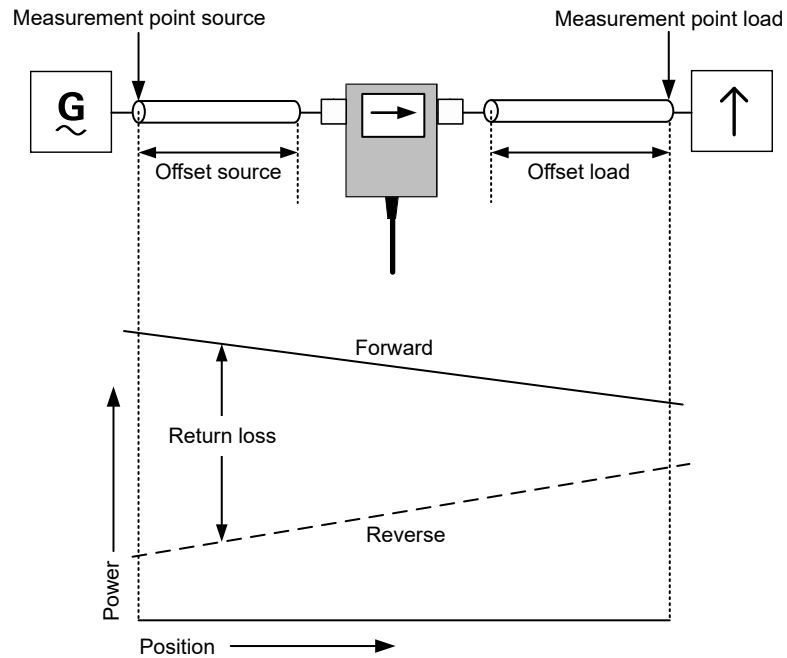 Measurement point source
Measurement point load
G
Offset source
Offset load
Forward
Return loss
Reverse
Power
Position